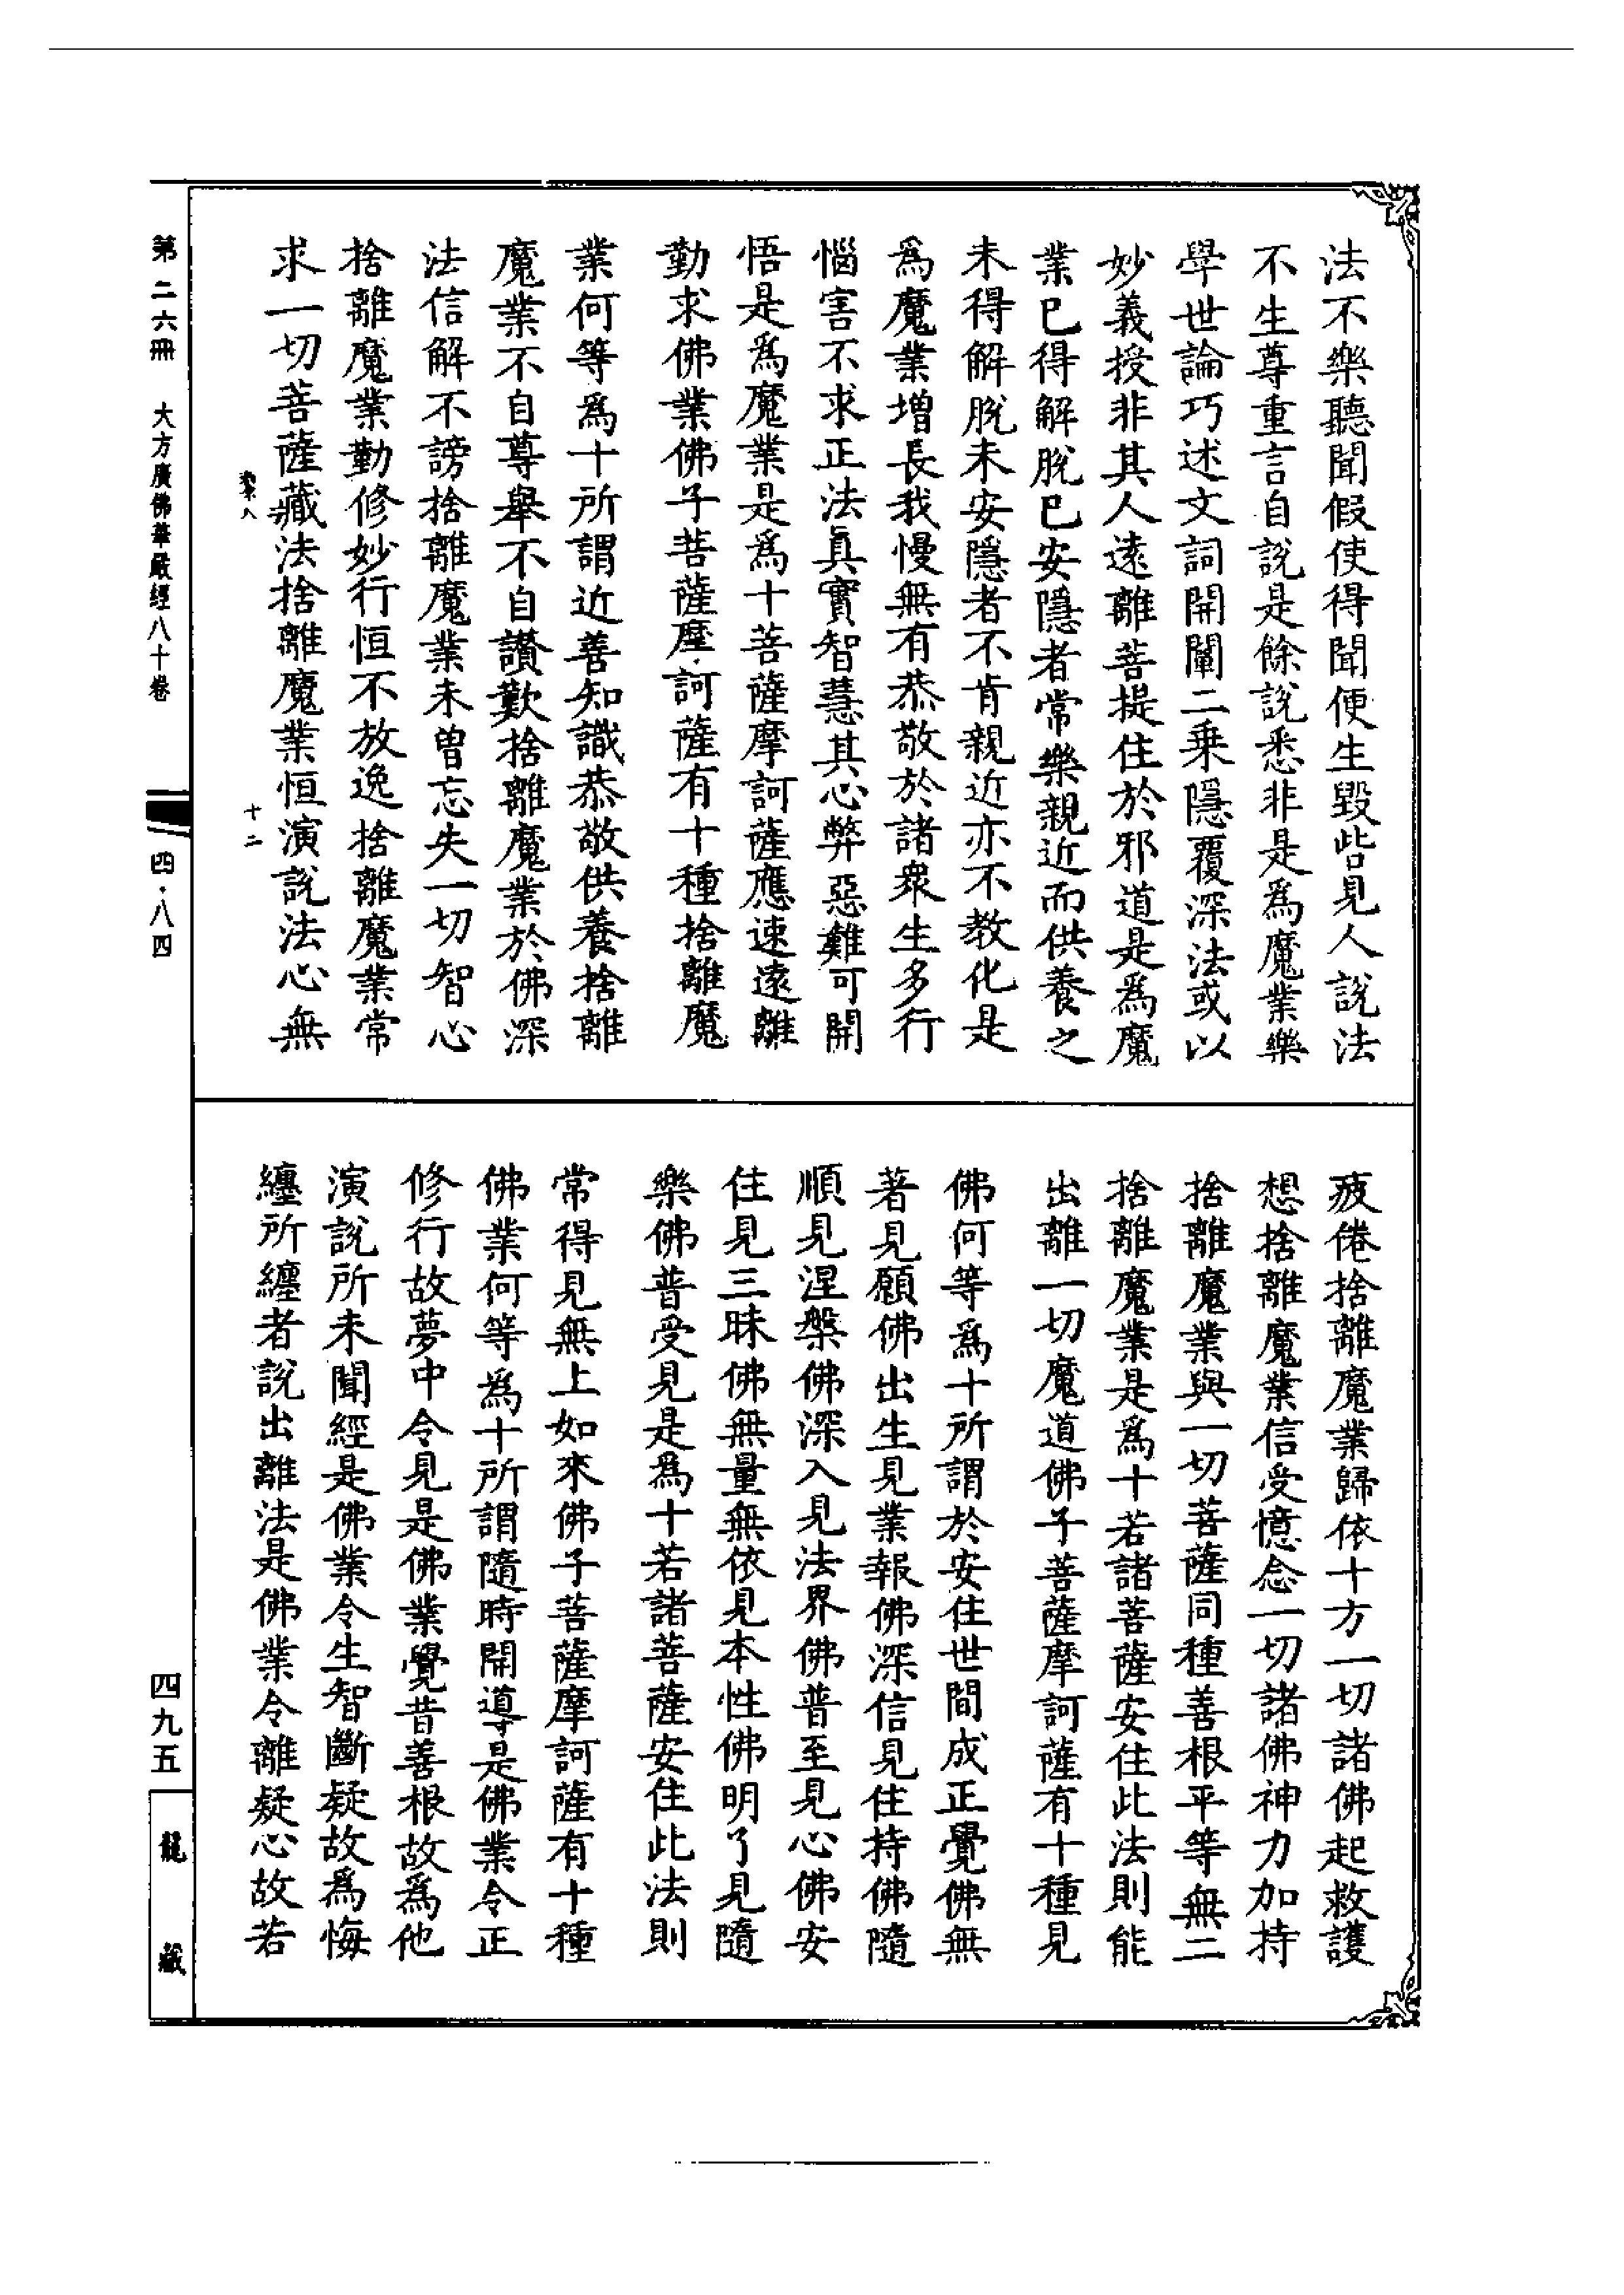 法不樂聽聞假使得聞便生毀呰見人說法
不生尊重言自說是餘說悉非是為魔業樂
學世論巧述文詞開闡二乘隱覆深法或以
妙義授非其人遠離菩提住於邪道是為魔
業已得解脫已安隱者常樂親近而供養之
未得解脫未安隱者不肯親近亦不教化是
為魔業增長我慢無有恭敬於諸眾生多行
惱害不求正法真實智慧其心弊惡難可開
悟是為魔業是為十菩薩摩訶薩應速遠離
勤求佛業佛子菩薩摩訶薩有十種捨離魔
業何等為十所謂近善知識恭敬供養捨離
魔業不自尊舉不自讚歎捨離魔業於佛深
法信解不謗捨離魔業未曾忘失一切智心
捨離魔業勤修妙行恒不放逸捨離魔業常
求一切菩薩藏法捨離魔業恒演說法心無
十二
疲倦捨離魔業歸依十方一切諸佛起救護
想捨離魔業信受憶念一切諸佛神力加持
捨離魔業與一切菩薩同種善根平等無二
捨離魔業是為十若諸菩薩安住此法則能
出離一切魔道佛子菩薩摩訶薩有十種見
佛何等為十所謂於安住世間成正覺佛無
著見願佛出生見業報佛深信見住持佛隨
順見涅槃佛深入見法界佛普至見心佛安
住見三昧佛無量無依見本性佛明了見隨
樂佛普受見是為十若諸菩薩安住此法則
常得見無上如來佛子菩薩摩訶薩有十種
佛業何等為十所謂隨時開導是佛業令正
修行故夢中令見是佛業覺昔善根故為他
演說所未聞經是佛業令生智斷疑故為悔
纏所纏者說出離法是佛業令離疑心故若
第二六冊 大方廣佛華嚴經八十卷
四·八四
四九五
龍藏